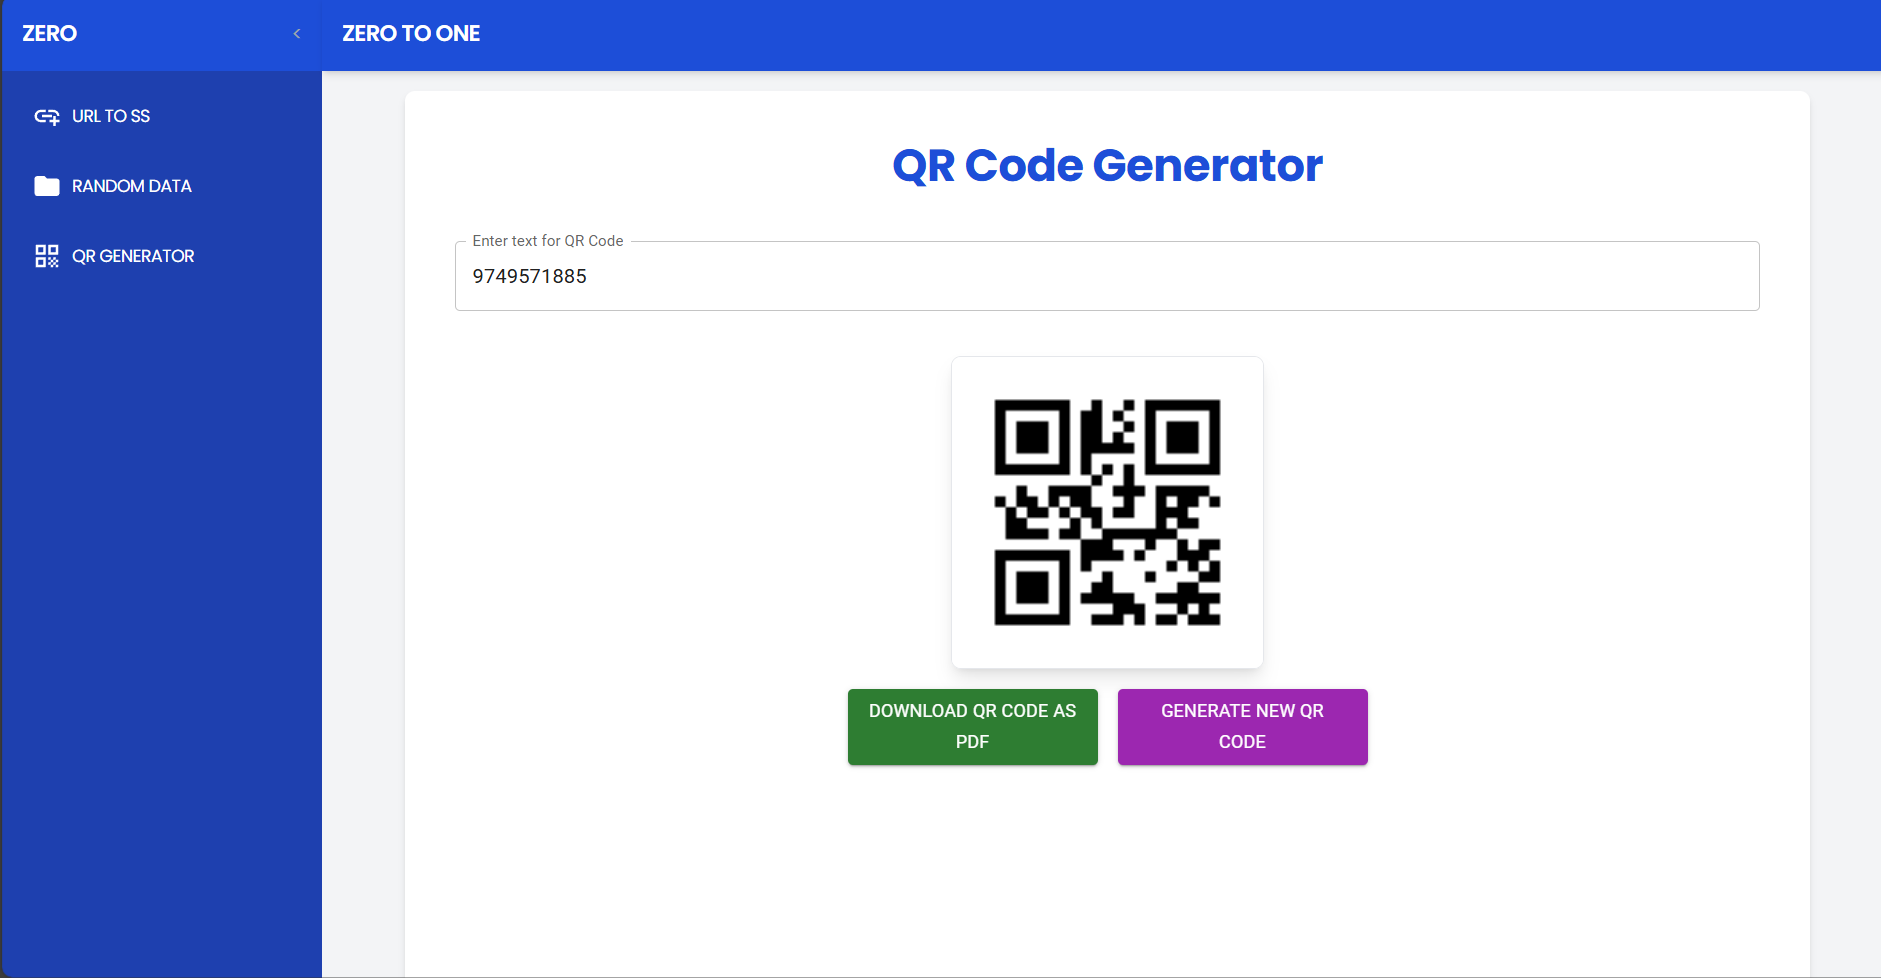 ZERO
ZERO TO ONE
URL TO SS
RANDOM DATA
QR GENERATOR
QR Code Generator
Enter text for QR Code
9749571885
DOWNLOAD QR CODE AS
PDF
GENERATE NEW QR
CODE